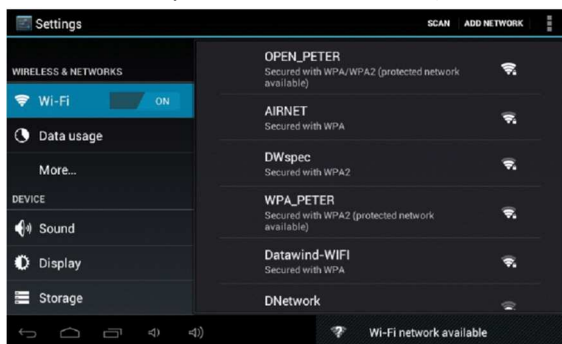 Settings
SCAN
ADD NETWORK
WIRELESS & NETWORKS
Wi-Fi
ON
Data usage
More...
DEVICE
Sound
Display
Storage
OPEN_PETER
Secured with WPA/WPA2 (protected network
available)
AIRNET
Secured with WPA
DWspec
Secured with WPA2
WPA_PETER
Secured with WPA2 (protected network
available)
Datawind-WIFI
Secured with WPA
DNetwork
Wi-Fi network available